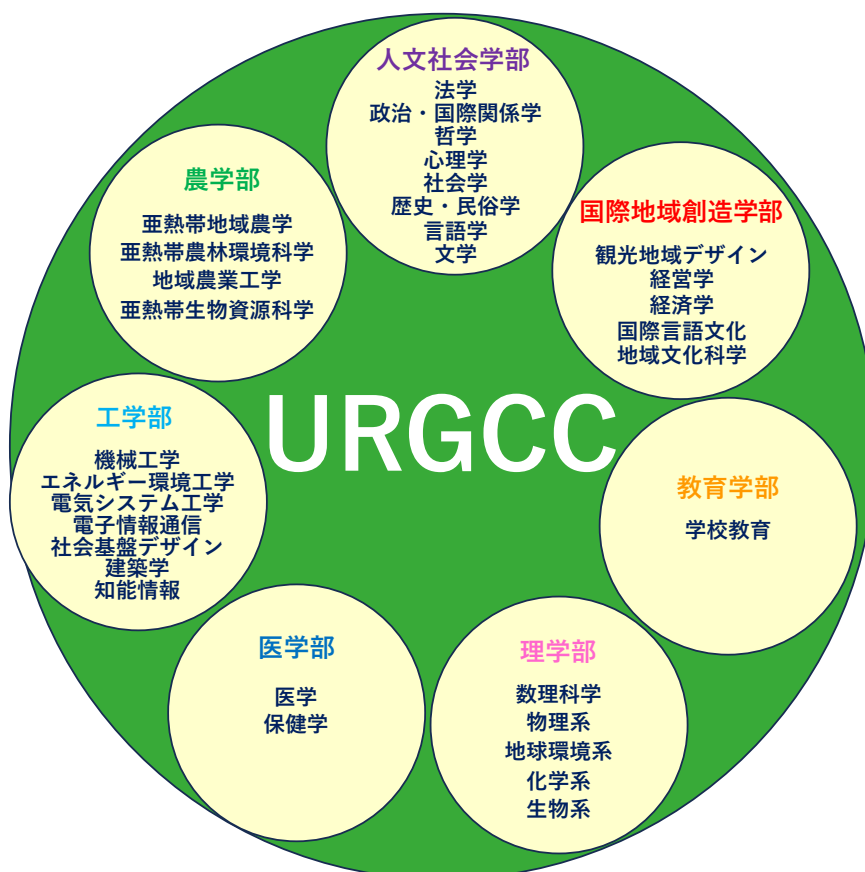 人文社会学部
法学
政治・国際関係学
哲学
心理学
社会学
歴史・民俗学
言語学
文学
国際地域創造学部
観光地域デザイン
経営学
経済学
国際言語文化
地域文化科学
教育学部
学校教育
理学部
数理科学
物理系
地球環境系
化学系
生物系
医学部
医学
保健学
工学部
機械工学
エネルギー環境工学
電気システム工学
電子情報通信
社会基盤デザイン
建築学
知能情報
農学部
亜熱帯地域農学
亜熱帯農林環境科学
地域農業工学
亜熱帯生物資源科学
URGCC